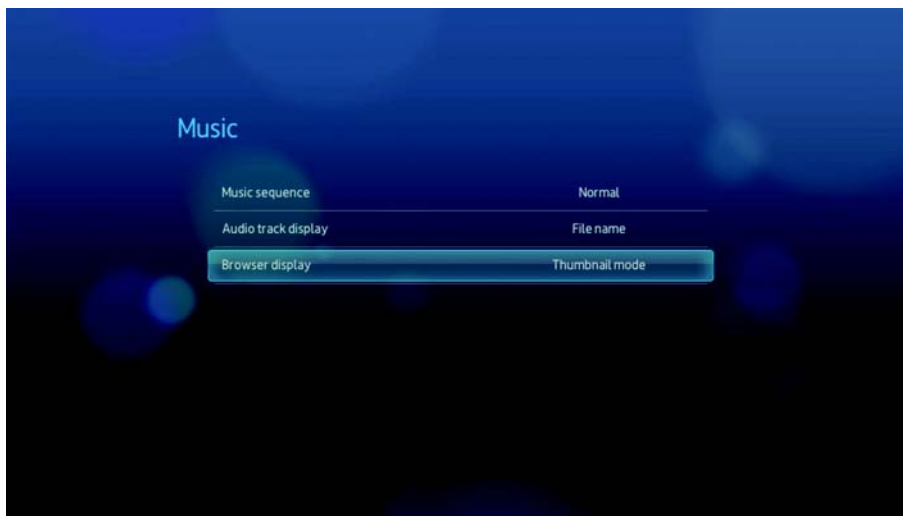 Music
Music sequence Normal
Audio track display File name
Browser display Thumbnail mode